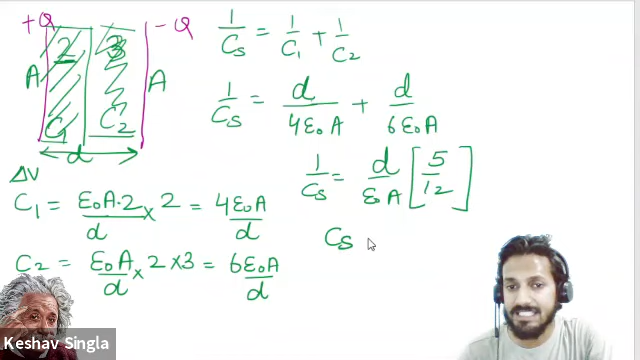 +Q -Q
2 3
A A
C₁ C₂
d
ΔV
C₁ = ε₀A·2/d × 2 = 4ε₀A/d
C₂ = ε₀A/d × 2 × 3 = 6ε₀A/d
1/Cs = 1/C₁ + 1/C₂
1/Cs = d/4ε₀A + d/6ε₀A
1/Cs = d/ε₀A [5/12]
Cs
Keshav Singla